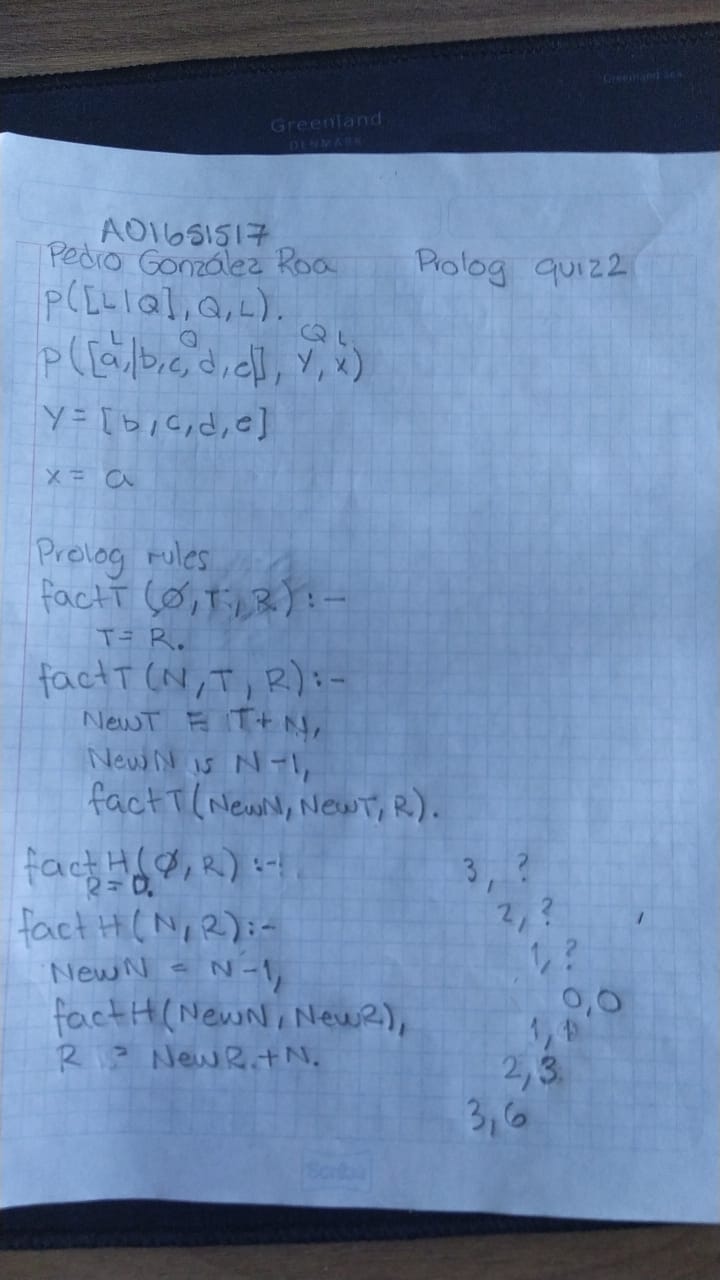 Greenland
DENMARK
A01651517
Pedro González Roa Prolog quiz 2
P([L|Q],Q,L).
L Q Q L
P([a,|b,c,d,e]], Y, x)
Y = [b,c,d,e]
x = a
Prolog rules
factT (Ø,T,R):-
T = R.
factT (N,T,R):-
NewT = T+N,
NewN is N-1,
factT(NewN,NewT,R).
factH(Ø,R) :-
R = 0.
factH(N,R):-
NewN = N-1,
factH(NewN,NewR),
R = NewR+N.
3, ?
2, ?
1, ?
0,0
1,1
2,3
3,6
Scribe